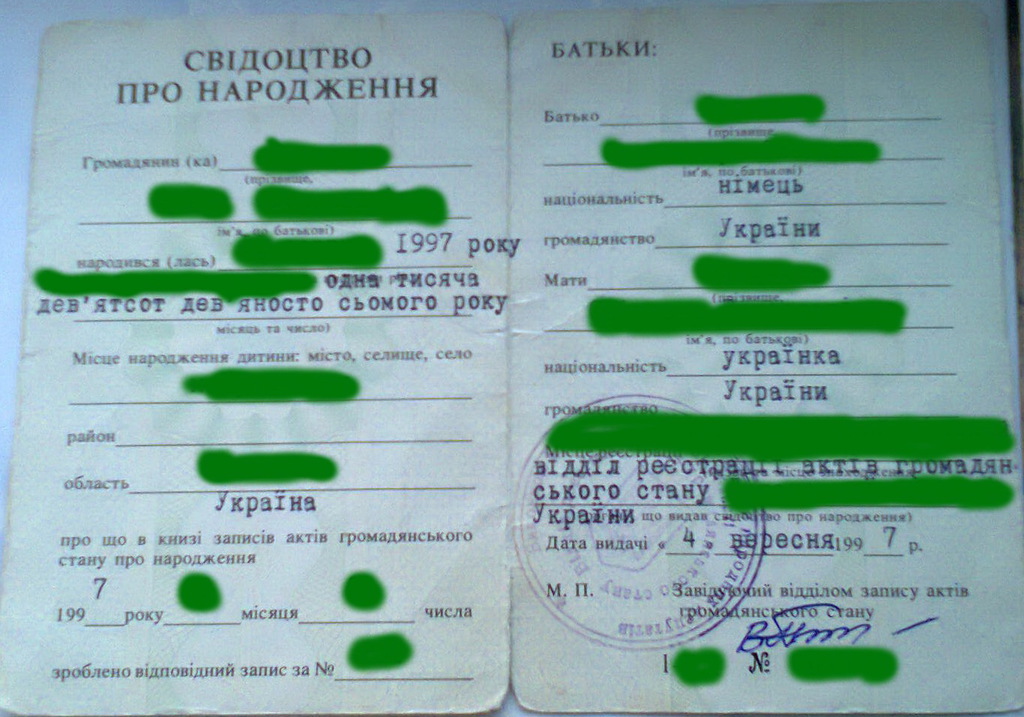 СВІДОЦТВО
ПРО НАРОДЖЕННЯ
Громадянин (ка)
(прізвище,
ім'я, по батькові)
народився (лась) 1997 року
одна тисяча
дев'ятсот дев яносто сьомого року
місяць та число)
Місце народження дитини: місто, селище, село
район
область
Україна
про що в книзі записів актів громадянського
стану про народження
7
199 року місяця числа
зроблено відповідний запис за №
БАТЬКИ:
Батько
(прізвище,
ім'я, по батькові)
німець
національність
України
громадянство
Мати
(прізвище,
ім'я, по батькові)
українка
національність
України
громадянство
відділ реєстрації актів громадян-
ського стану
України що видав свідоцтво про народження)
Дата видачі « 4 вересня 199 7 р.
М. П. Завідуючий відділом запису актів
громадянського стану
І №